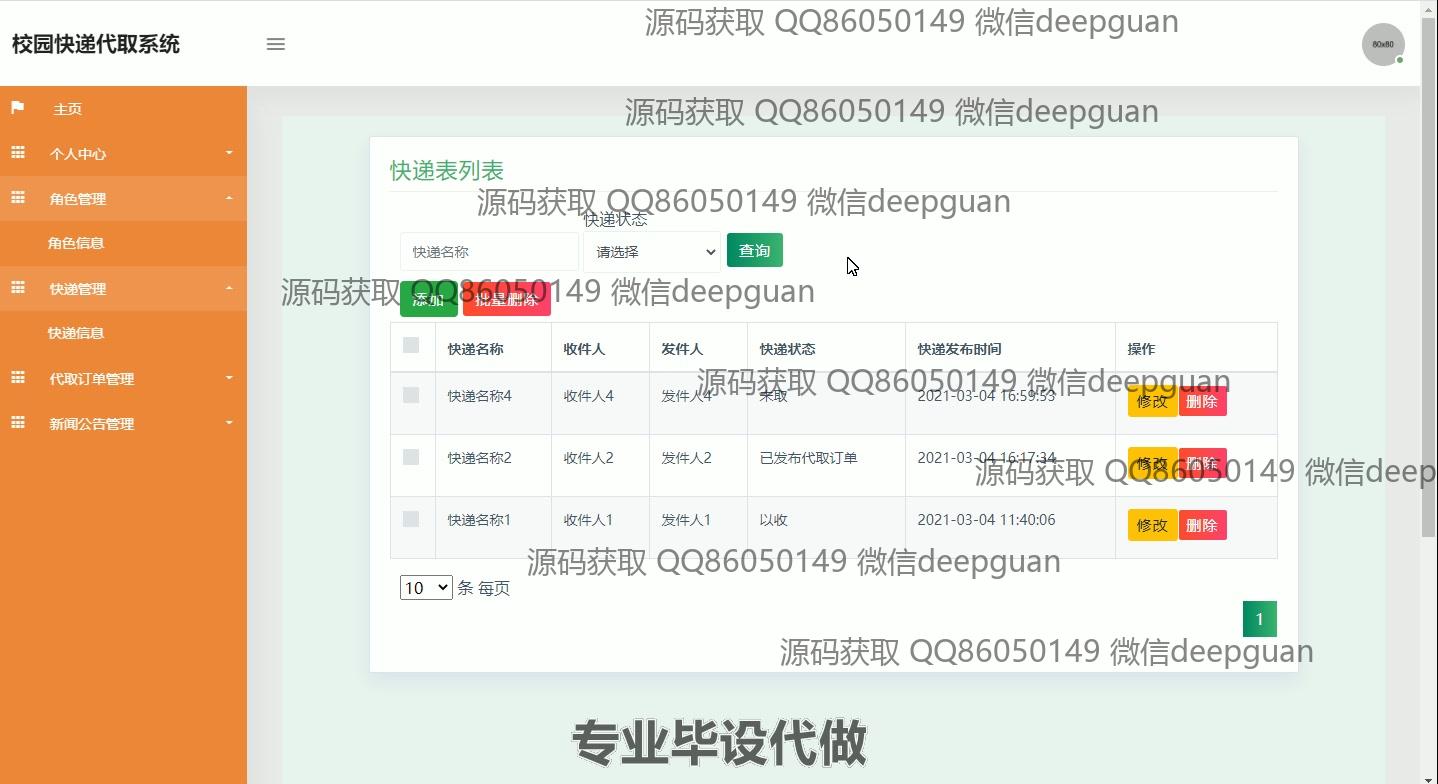 源码获取 QQ86050149 微信deepguan
校园快递代取系统
80x80
源码获取 QQ86050149 微信deepguan
主页
个人中心
角色管理
角色信息
快递管理
快递信息
代取订单管理
新闻公告管理
快递表列表
源码获取 QQ86050149 微信deepguan
快递状态
快递名称 请选择 查询
源码获取 QQ86050149 微信deepguan
添加 批量删除
快递名称 收件人 发件人 快递状态 快递发布时间 操作
源码获取 QQ86050149 微信deepguan
快递名称4 收件人4 发件人4 未取 2021-03-04 16:59:53 修改 删除
快递名称2 收件人2 发件人2 已发布代取订单 2021-03-04 16:17:34 修改 删除
源码获取 QQ86050149 微信deep
快递名称1 收件人1 发件人1 以收 2021-03-04 11:40:06 修改 删除
源码获取 QQ86050149 微信deepguan
10 条 每页
1
源码获取 QQ86050149 微信deepguan
专业毕设代做